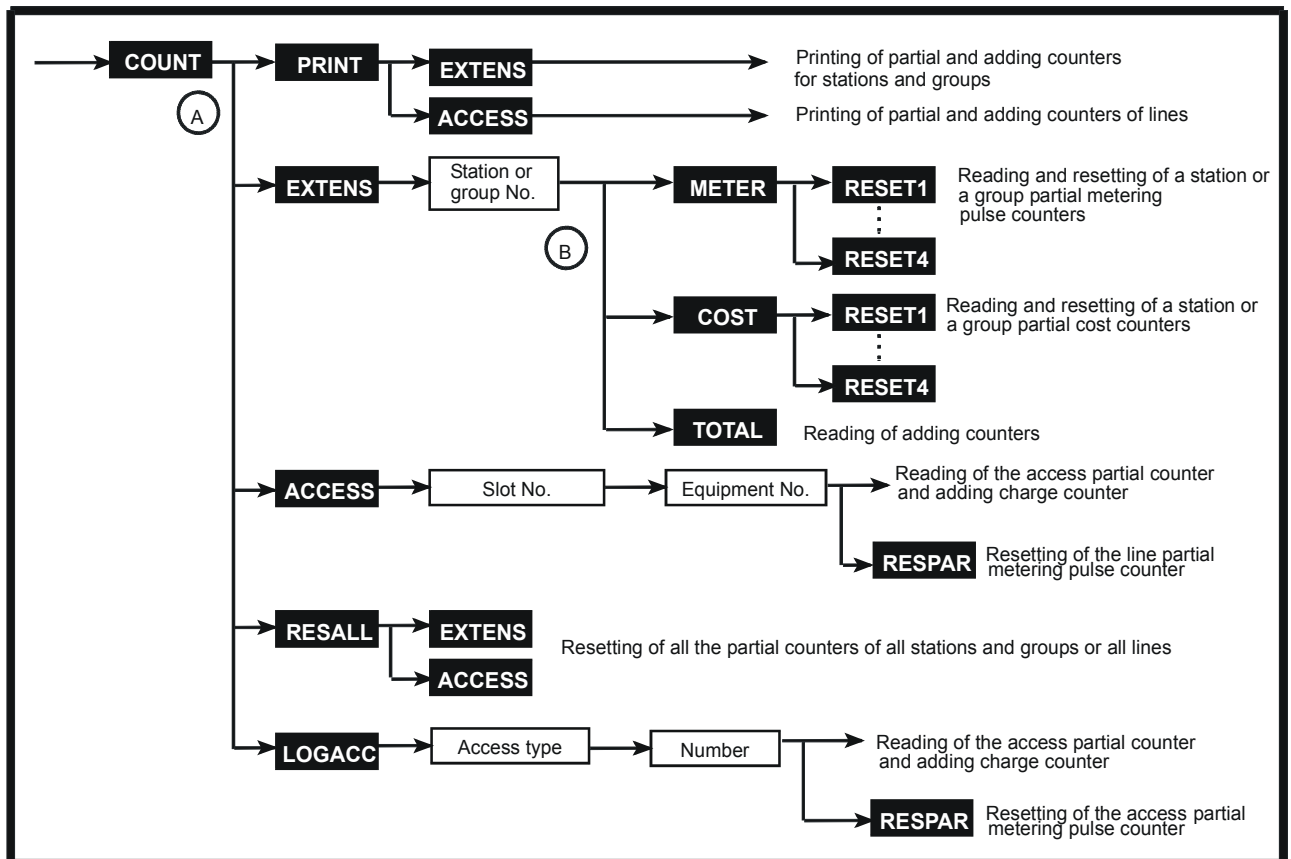 COUNT
PRINT
EXTENS
Printing of partial and adding counters
for stations and groups
A
ACCESS
Printing of partial and adding counters of lines
EXTENS
Station or
group No.
B
METER
RESET1
Reading and resetting of a station or
a group partial metering
pulse counters
RESET4
COST
RESET1
Reading and resetting of a station or
a group partial cost counters
RESET4
TOTAL
Reading of adding counters
ACCESS
Slot No.
Equipment No.
Reading of the access partial counter
and adding charge counter
RESPAR
Resetting of the line partial
metering pulse counter
RESALL
EXTENS
ACCESS
Resetting of all the partial counters of all stations and groups or all lines
LOGACC
Access type
Number
Reading of the access partial counter
and adding charge counter
RESPAR
Resetting of the access partial
metering pulse counter